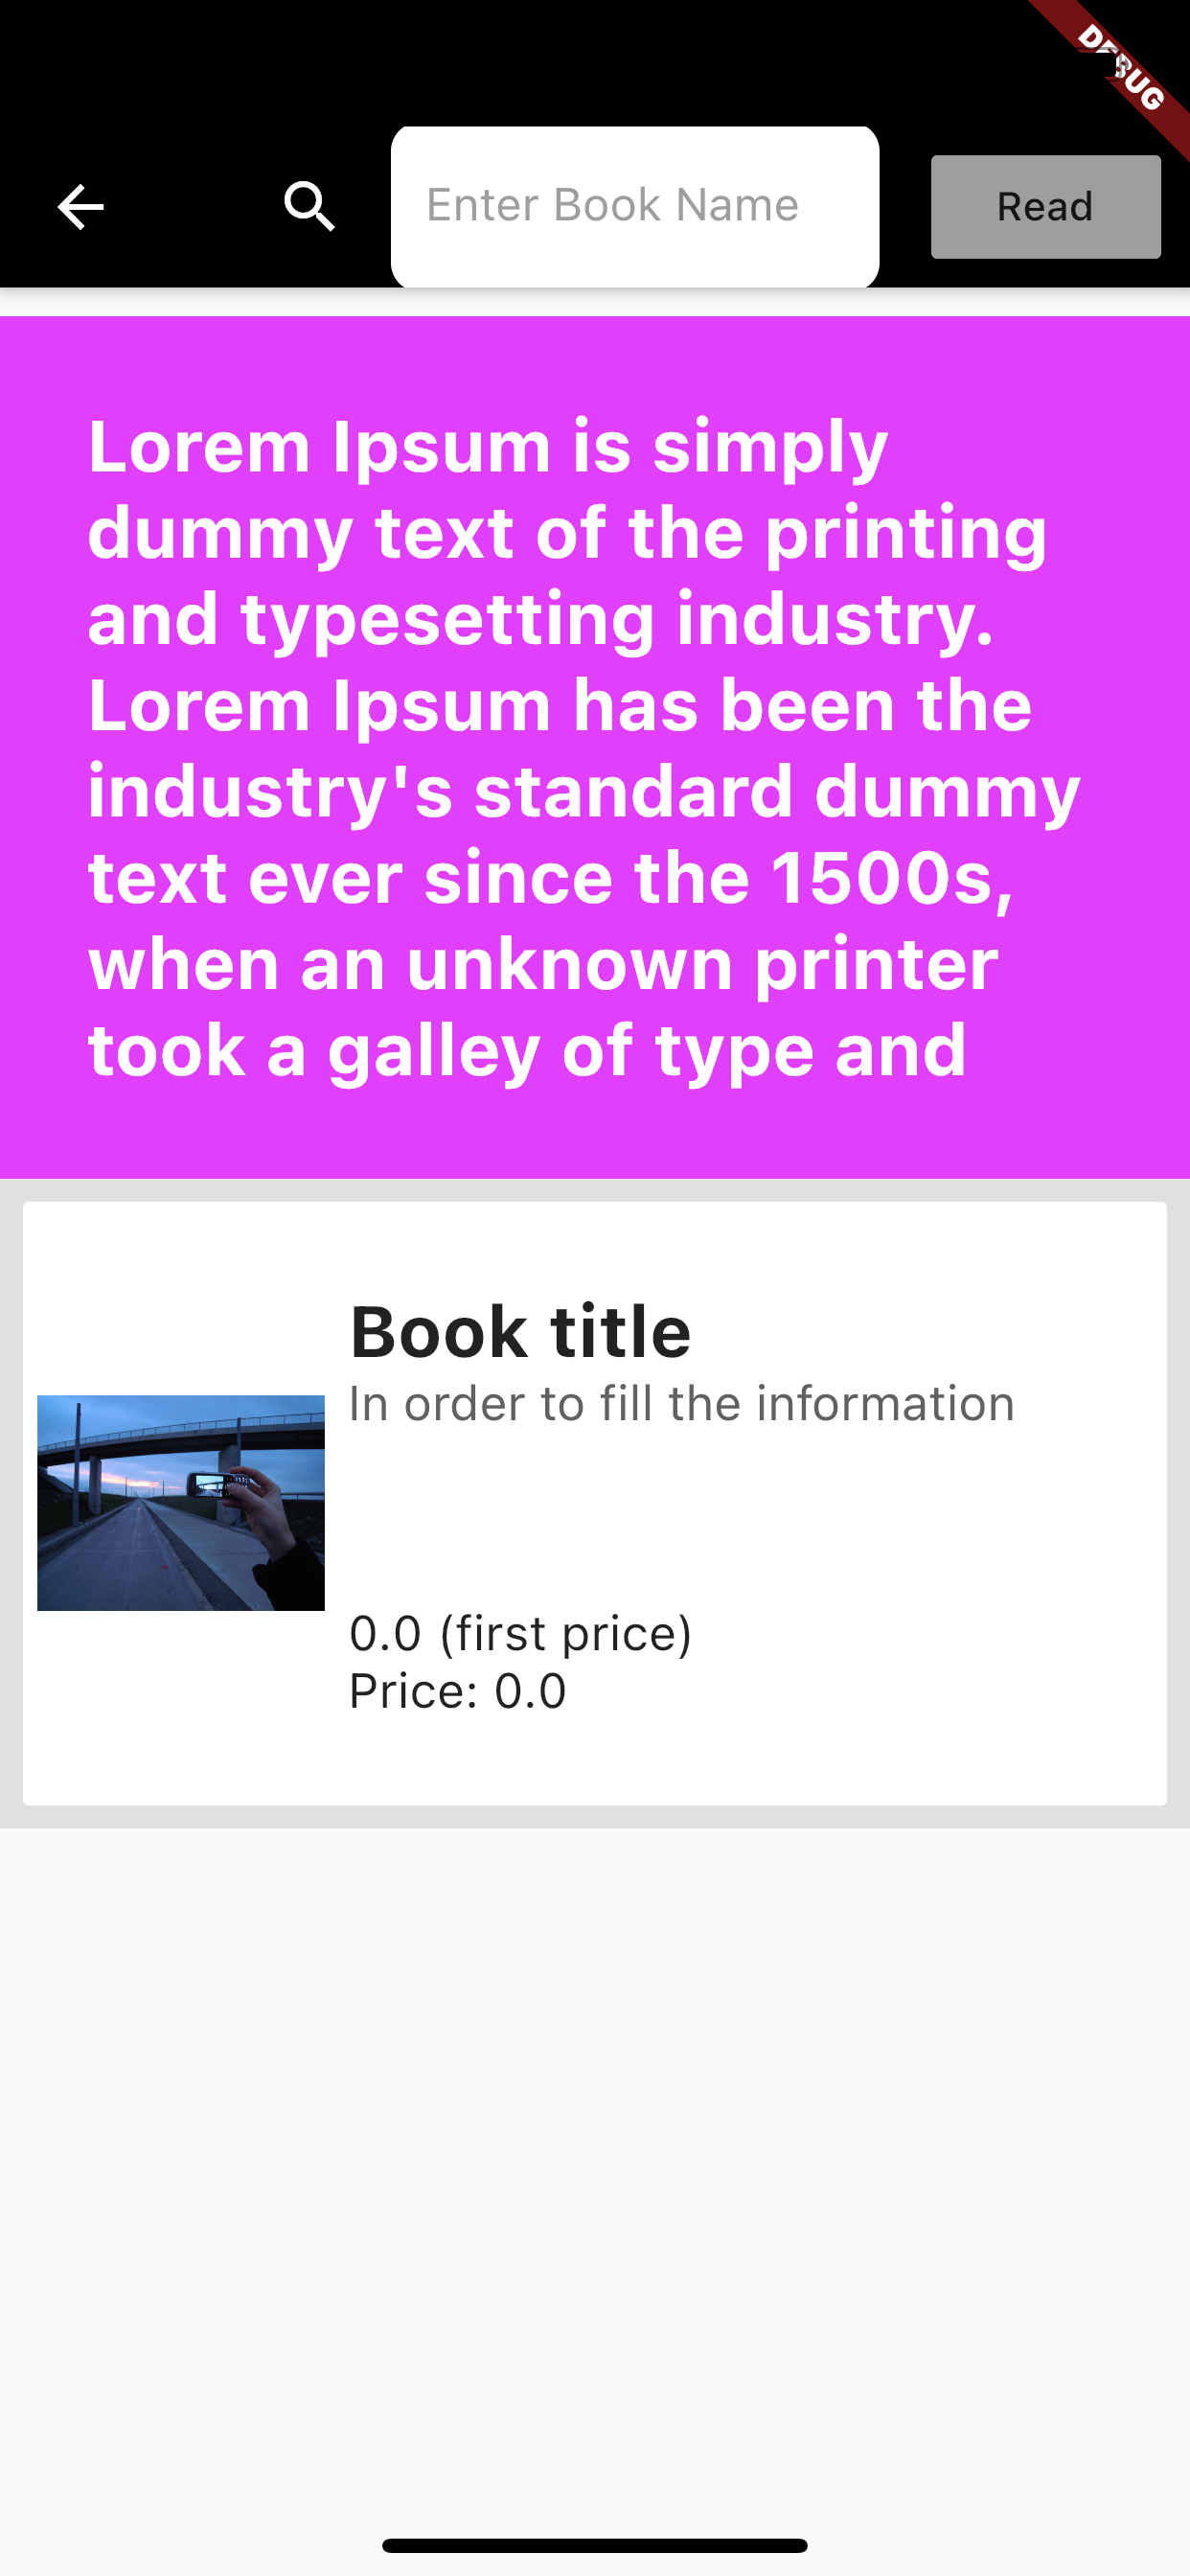 DEBUG
Enter Book Name
Read
Lorem Ipsum is simply
dummy text of the printing
and typesetting industry.
Lorem Ipsum has been the
industry's standard dummy
text ever since the 1500s,
when an unknown printer
took a galley of type and
Book title
In order to fill the information
0.0 (first price)
Price: 0.0